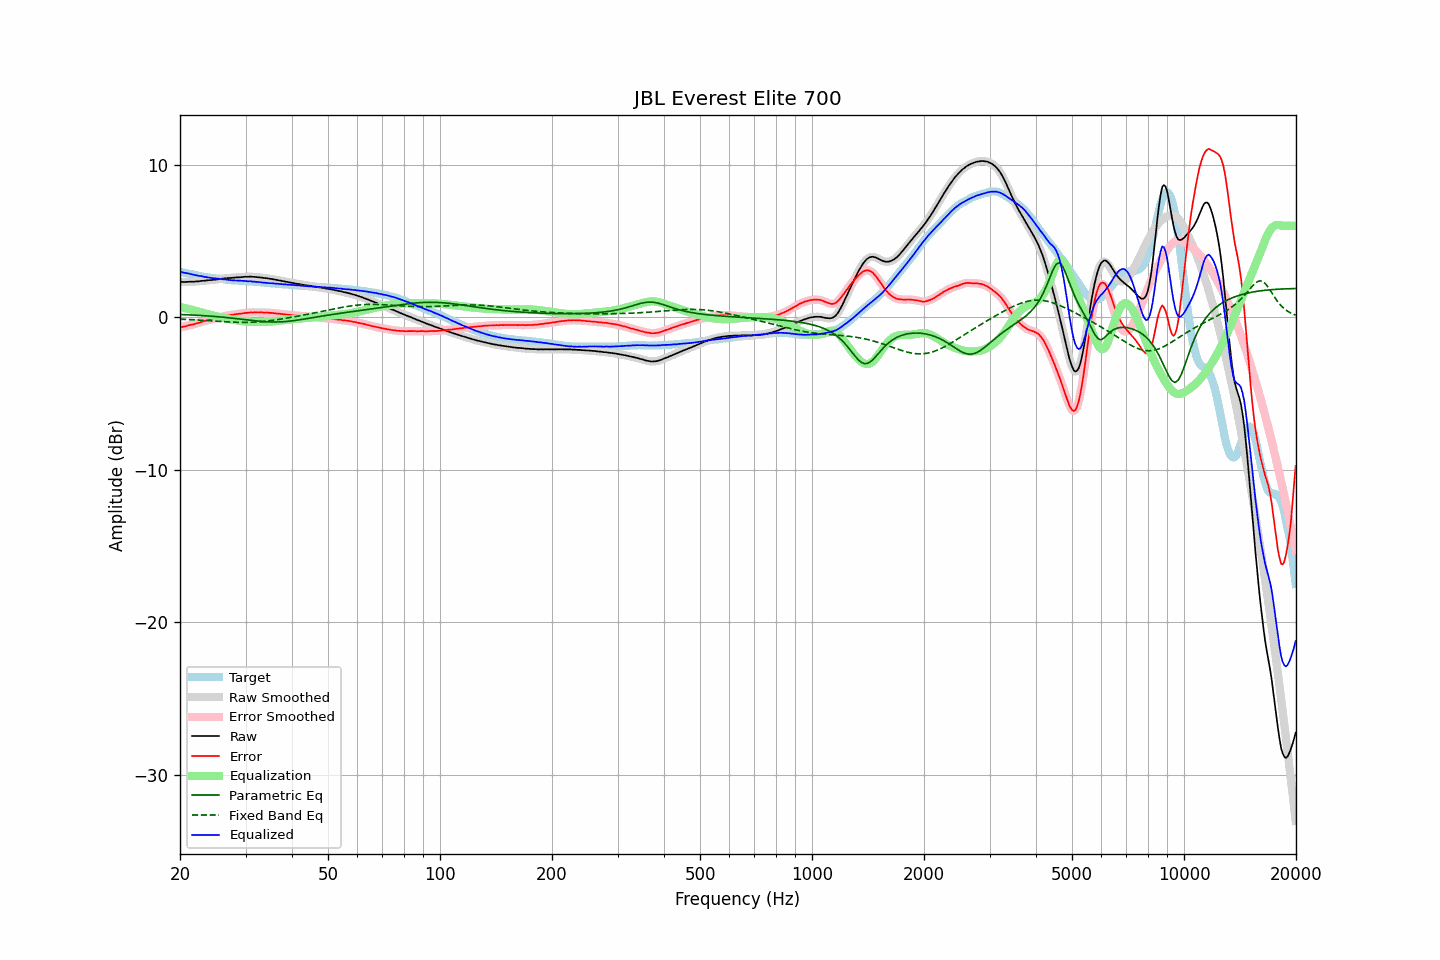 JBL Everest Elite 700
Amplitude (dBr)
10
0
−10
−20
−30
Target
Raw Smoothed
Error Smoothed
Raw
Error
Equalization
Parametric Eq
Fixed Band Eq
Equalized
20 50 100 200 500 1000 2000 5000 10000 20000
Frequency (Hz)